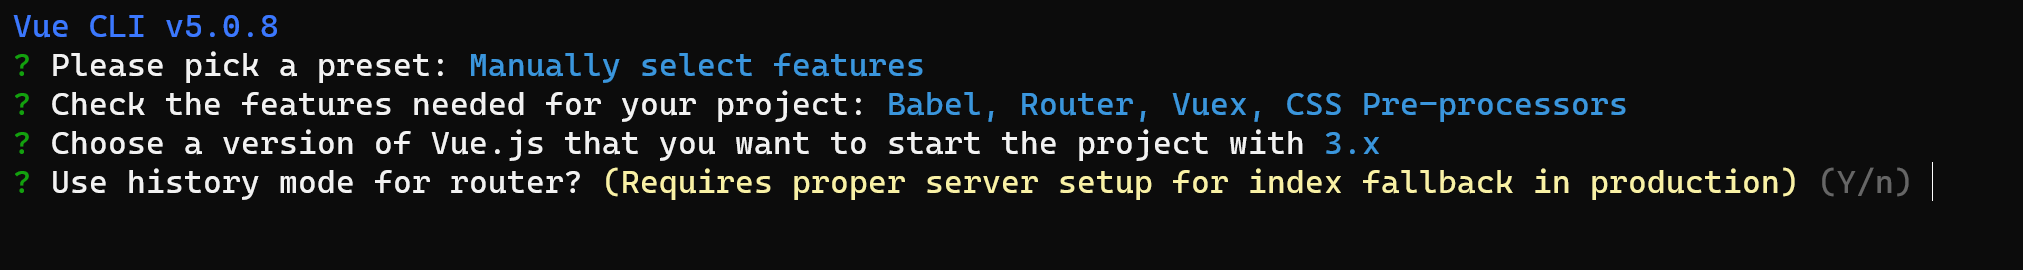 Vue CLI v5.0.8
? Please pick a preset: Manually select features
? Check the features needed for your project: Babel, Router, Vuex, CSS Pre-processors
? Choose a version of Vue.js that you want to start the project with 3.x
? Use history mode for router? (Requires proper server setup for index fallback in production) (Y/n)